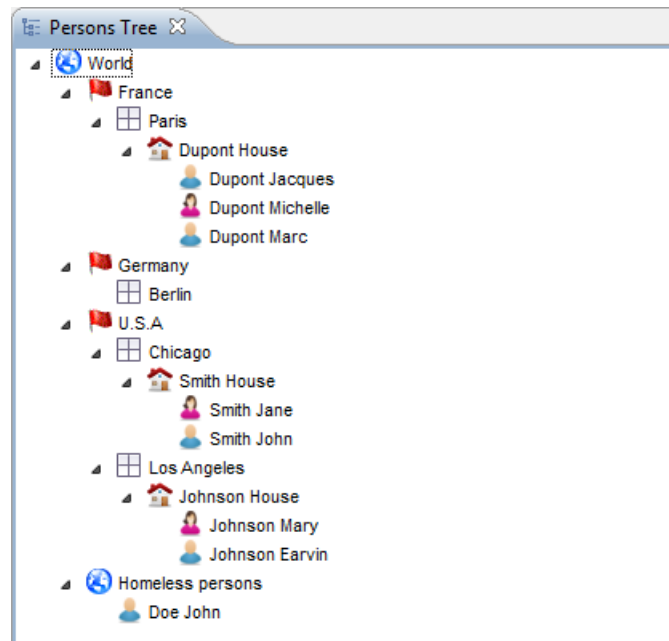 Persons Tree
World
France
Paris
Dupont House
Dupont Jacques
Dupont Michelle
Dupont Marc
Germany
Berlin
U.S.A
Chicago
Smith House
Smith Jane
Smith John
Los Angeles
Johnson House
Johnson Mary
Johnson Earvin
Homeless persons
Doe John